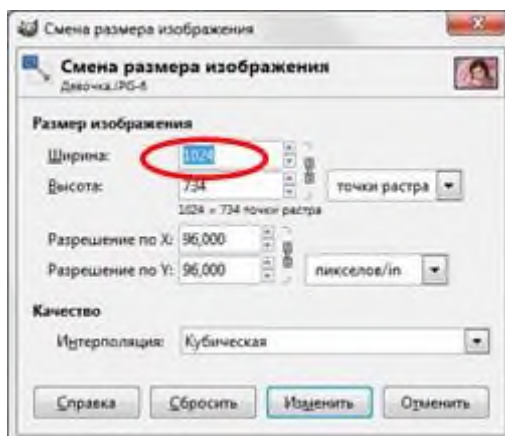 Смена размера изображения
Смена размера изображения
Девочка.JPG-6
Размер изображения
Ширина: 1024
Высота: 734 точки растра
1024 × 734 точки растра
Разрешение по X: 96,000
Разрешение по Y: 96,000 пикселов/in
Качество
Интерполяция: Кубическая
Справка Сбросить Изменить Отменить